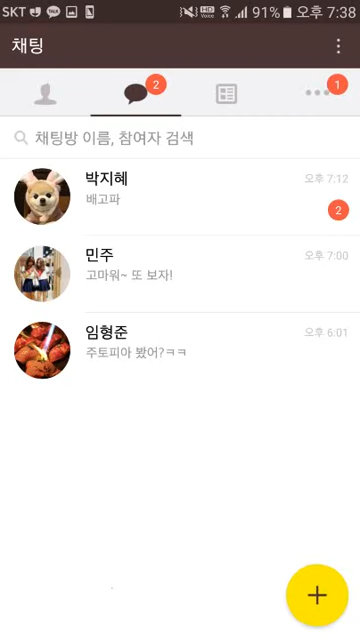 SKT TALK HD Voice 91% 오후 7:38
채팅
2 1
채팅방 이름, 참여자 검색
박지혜 오후 7:12
배고파 2
민주 오후 7:00
고마워~ 또 보자!
임형준 오후 6:01
주토피아 봤어?ㅋㅋ